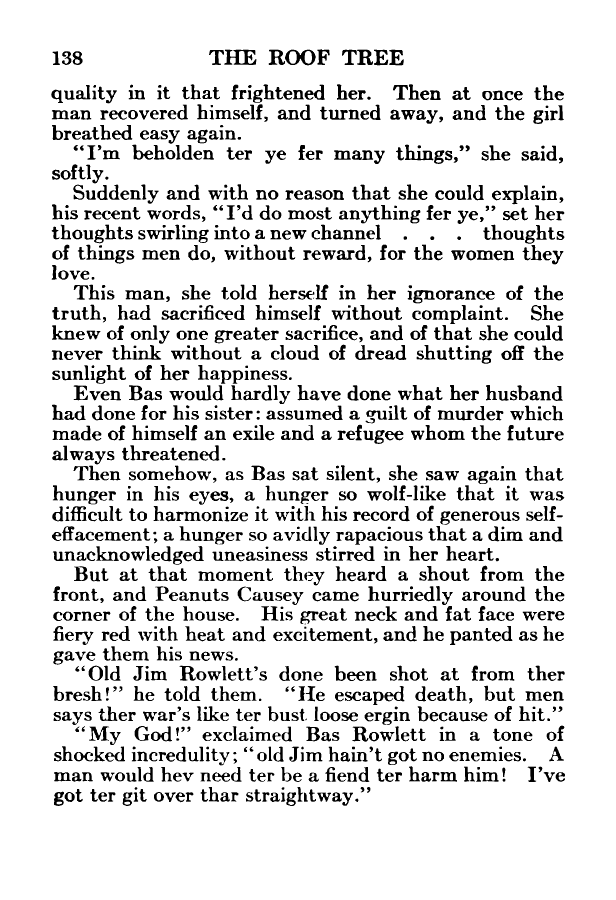 138 THE ROOF TREE
quality in it that frightened her. Then at once the
man recovered himself, and turned away, and the girl
breathed easy again.
"I'm beholden ter ye fer many things," she said,
softly.
Suddenly and with no reason that she could explain,
his recent words, "I'd do most anything fer ye," set her
thoughts swirling into a new channel . . . thoughts
of things men do, without reward, for the women they
love.
This man, she told herself in her ignorance of the
truth, had sacrificed himself without complaint. She
knew of only one greater sacrifice, and of that she could
never think without a cloud of dread shutting off the
sunlight of her happiness.
Even Bas would hardly have done what her husband
had done for his sister: assumed a guilt of murder which
made of himself an exile and a refugee whom the future
always threatened.
Then somehow, as Bas sat silent, she saw again that
hunger in his eyes, a hunger so wolf-like that it was
difficult to harmonize it with his record of generous self-
effacement; a hunger so avidly rapacious that a dim and
unacknowledged uneasiness stirred in her heart.
But at that moment they heard a shout from the
front, and Peanuts Causey came hurriedly around the
corner of the house. His great neck and fat face were
fiery red with heat and excitement, and he panted as he
gave them his news.
"Old Jim Rowlett's done been shot at from ther
bresh!" he told them. "He escaped death, but men
says ther war's like ter bust loose ergin because of hit."
"My God!" exclaimed Bas Rowlett in a tone of
shocked incredulity; "old Jim hain't got no enemies. A
man would hev need ter be a fiend ter harm him! I've
got ter git over thar straightway."